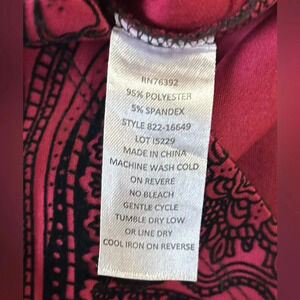 RN76392
95% POLYESTER
5% SPANDEX
STYLE 822-16649
LOT I5229
MADE IN CHINA
MACHINE WASH COLD
ON REVERE
NO BLEACH
GENTLE CYCLE
TUMBLE DRY LOW
OR LINE DRY
COOL IRON ON REVERSE